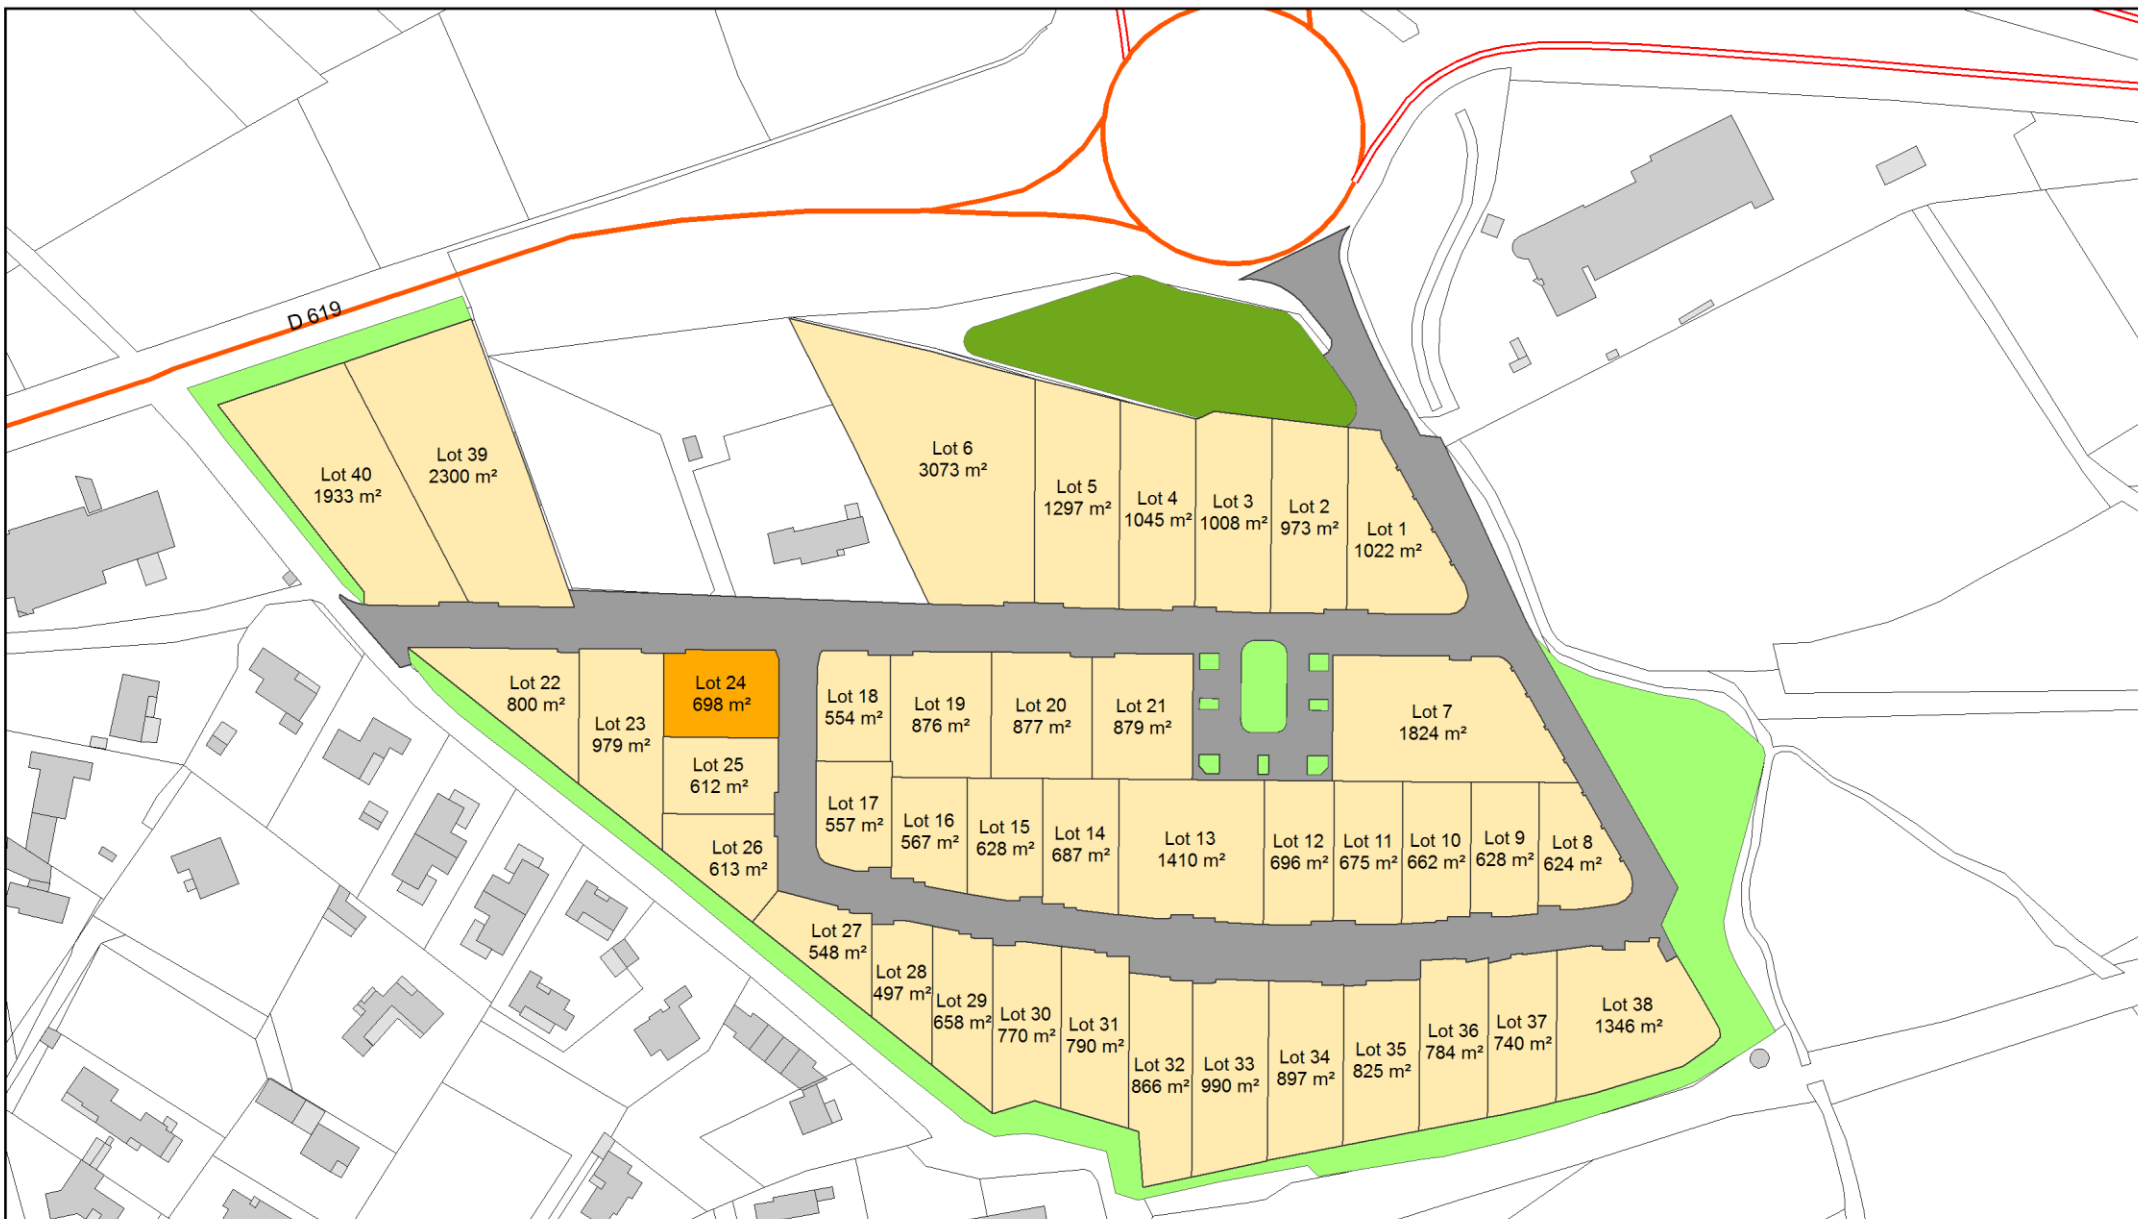 D 619
Lot 40
1933 m²
Lot 39
2300 m²
Lot 6
3073 m²
Lot 5
1297 m²
Lot 4
1045 m²
Lot 3
1008 m²
Lot 2
973 m²
Lot 1
1022 m²
Lot 22
800 m²
Lot 23
979 m²
Lot 24
698 m²
Lot 25
612 m²
Lot 26
613 m²
Lot 18
554 m²
Lot 19
876 m²
Lot 20
877 m²
Lot 21
879 m²
Lot 7
1824 m²
Lot 17
557 m²
Lot 16
567 m²
Lot 15
628 m²
Lot 14
687 m²
Lot 13
1410 m²
Lot 12
696 m²
Lot 11
675 m²
Lot 10
662 m²
Lot 9
628 m²
Lot 8
624 m²
Lot 27
548 m²
Lot 28
497 m²
Lot 29
658 m²
Lot 30
770 m²
Lot 31
790 m²
Lot 32
866 m²
Lot 33
990 m²
Lot 34
897 m²
Lot 35
825 m²
Lot 36
784 m²
Lot 37
740 m²
Lot 38
1346 m²